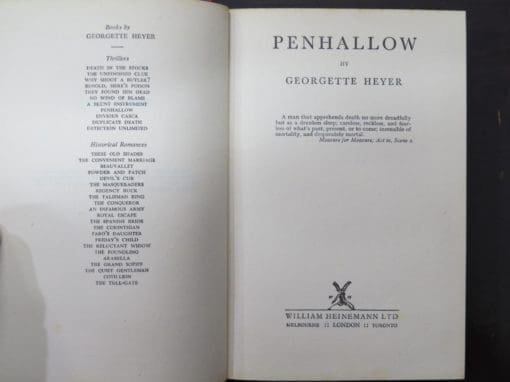 Books by
GEORGETTE HEYER
Thrillers
DEATH IN THE STOCKS
THE UNFINISHED CLUE
WHY SHOOT A BUTLER?
BEHOLD, HERE'S POISON
THEY FOUND HIM DEAD
NO WIND OF BLAME
A BLUNT INSTRUMENT
PENHALLOW
ENVIOUS CASCA
DUPLICATE DEATH
DETECTION UNLIMITED
Historical Romances
THESE OLD SHADES
THE CONVENIENT MARRIAGE
BEAUVALLET
POWDER AND PATCH
DEVIL'S CUB
THE MASQUERADERS
REGENCY BUCK
THE TALISMAN RING
THE CONQUEROR
AN INFAMOUS ARMY
ROYAL ESCAPE
THE SPANISH BRIDE
THE CORINTHIAN
FARO'S DAUGHTER
FRIDAY'S CHILD
THE RELUCTANT WIDOW
THE FOUNDLING
ARABELLA
THE GRAND SOPHY
THE QUIET GENTLEMAN
COTILLION
THE TOLL-GATE
PENHALLOW
BY
GEORGETTE HEYER
A man that apprehends death no more dreadfully
but as a drunken sleep; careless, reckless, and fear-
less of what's past, present, or to come; insensible of
mortality, and desperately mortal.
Measure for Measure, Act iv, Scene 2
WILLIAM HEINEMANN LTD
MELBOURNE :: LONDON :: TORONTO